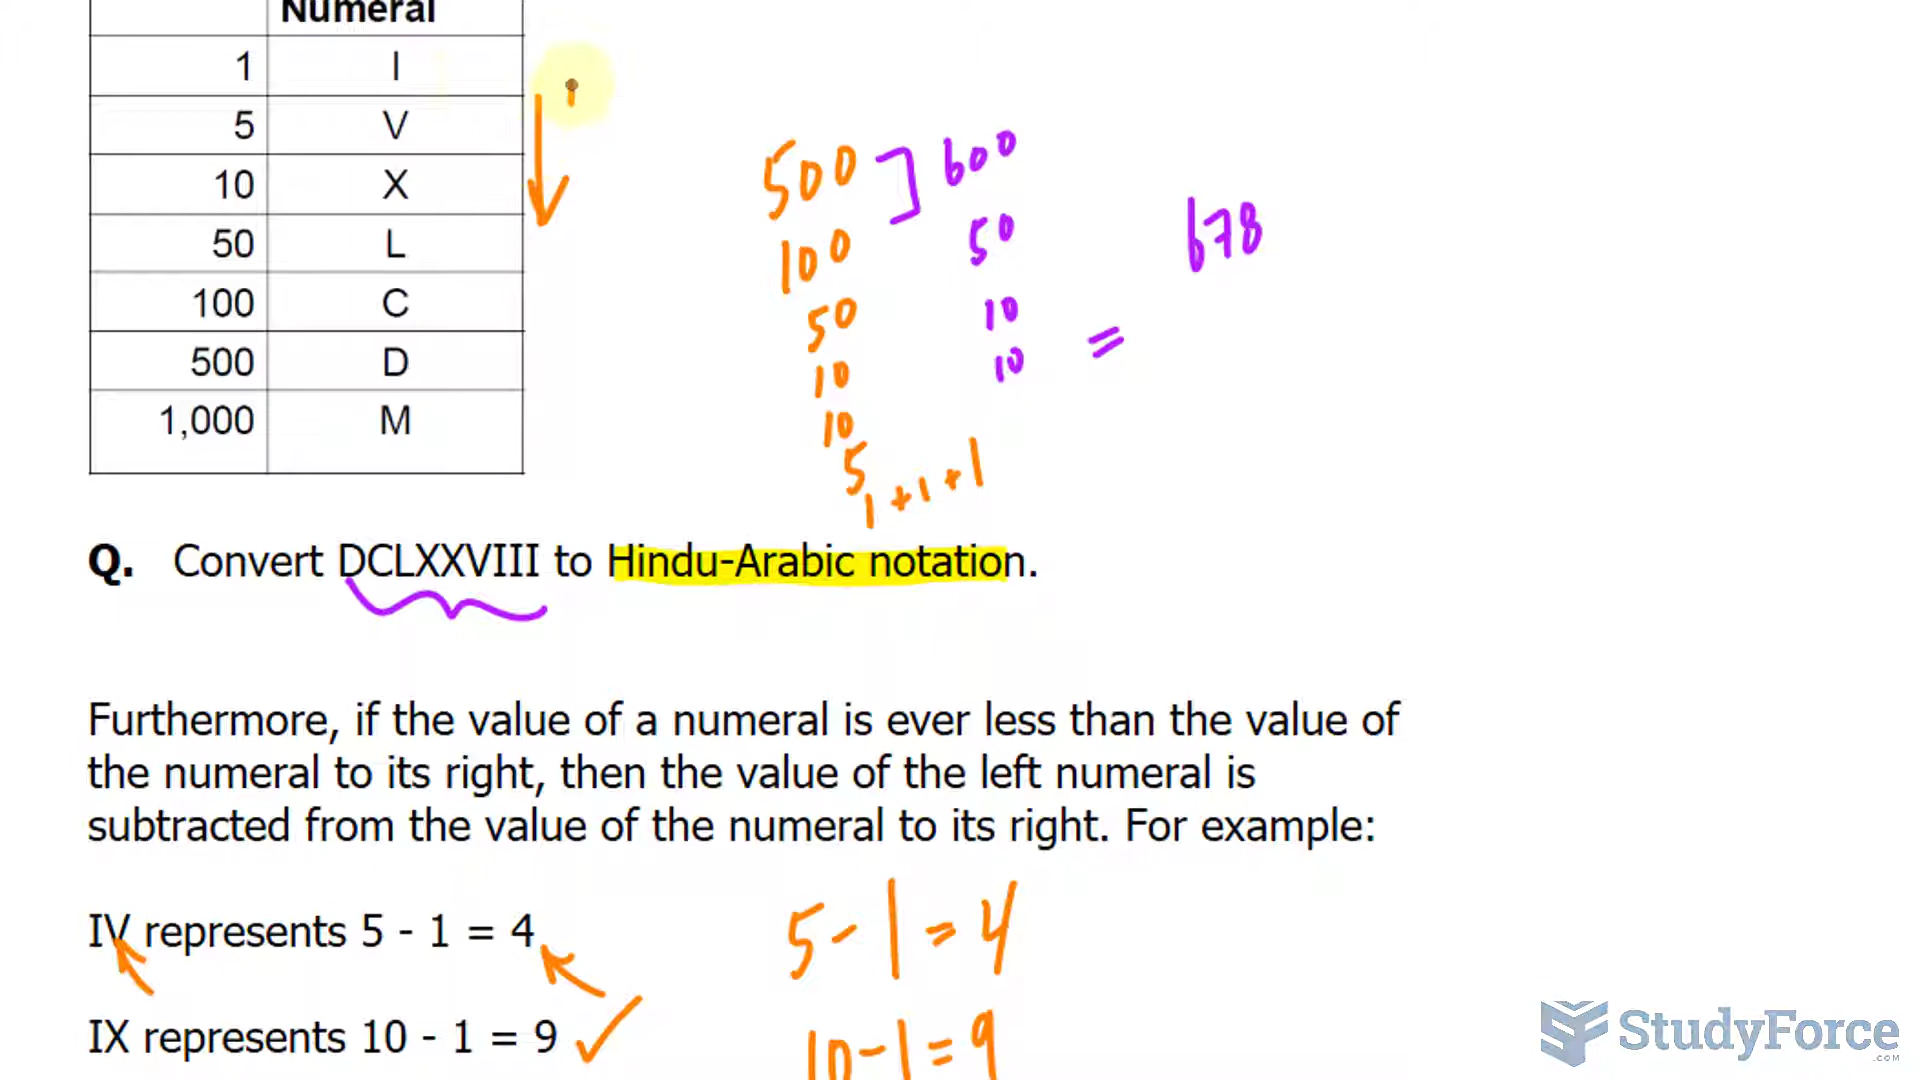 Numeral
1 I
5 V
10 X
50 L
100 C
500 D
1,000 M
500 600
100 50
50 10
10 10
10
5
1 + 1 + 1
= 678
Q. Convert DCLXXVIII to Hindu-Arabic notation.
Furthermore, if the value of a numeral is ever less than the value of
the numeral to its right, then the value of the left numeral is
subtracted from the value of the numeral to its right. For example:
IV represents 5 - 1 = 4
5 - 1 = 4
IX represents 10 - 1 = 9
10 - 1 = 9
StudyForce
.COM